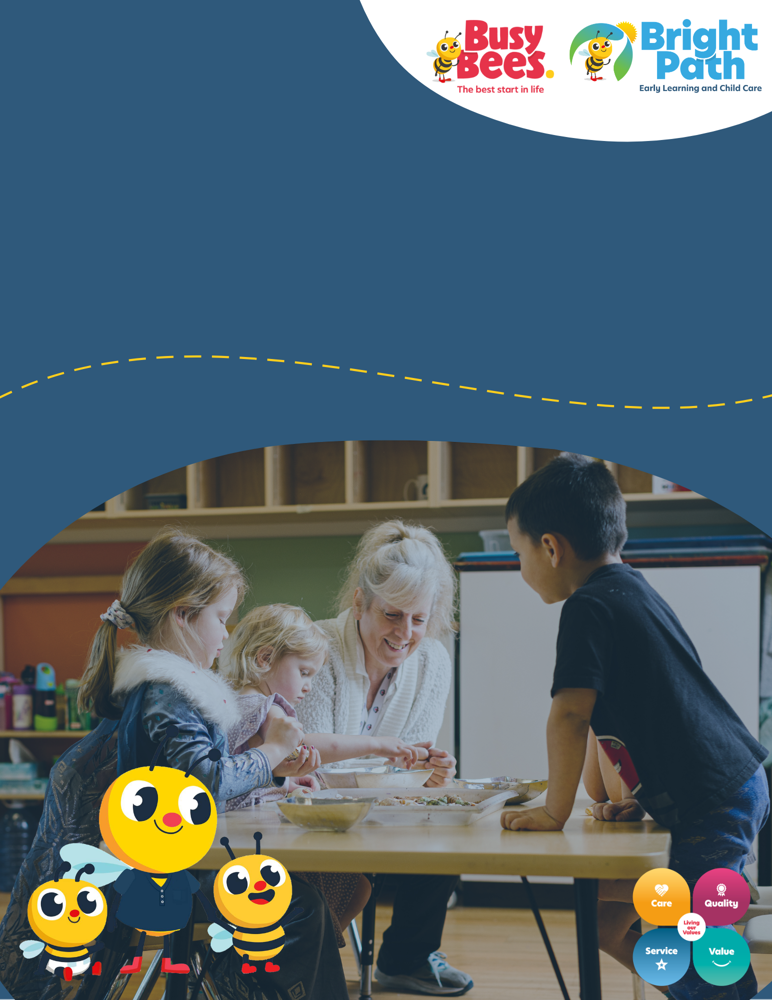 Busy
Bees.
The best start in life
Bright
Path
Early Learning and Child Care
Care
Quality
Living
our
Values
Service
Value